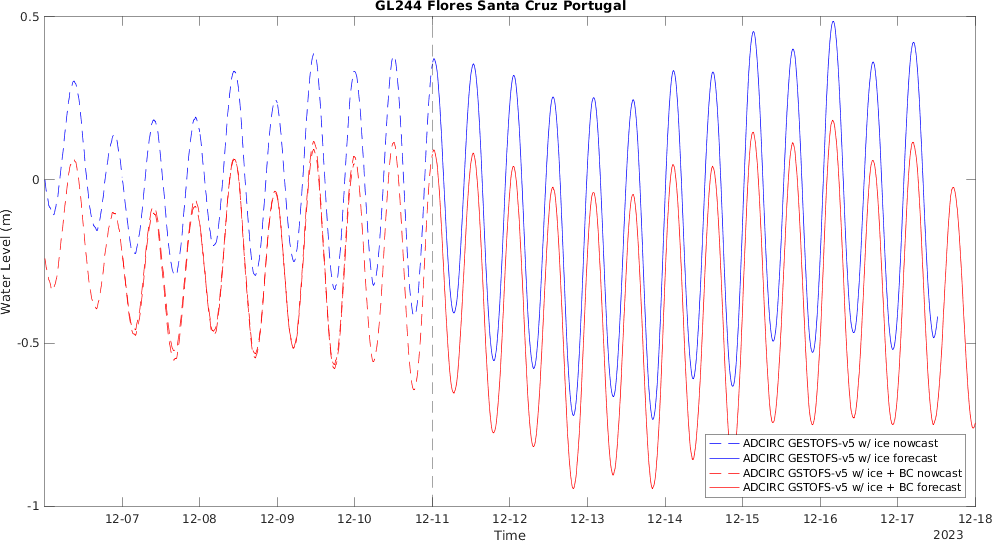 GL244 Flores Santa Cruz Portugal
0.5
0
-0.5
-1
Water Level (m)
12-07
12-08
12-09
12-10
12-11
12-12
12-13
12-14
12-15
12-16
12-17
12-18
Time
2023
ADCIRC GESTOFS-v5 w/ ice nowcast
ADCIRC GESTOFS-v5 w/ ice forecast
ADCIRC GSTOFS-v5 w/ ice + BC nowcast
ADCIRC GSTOFS-v5 w/ ice + BC forecast